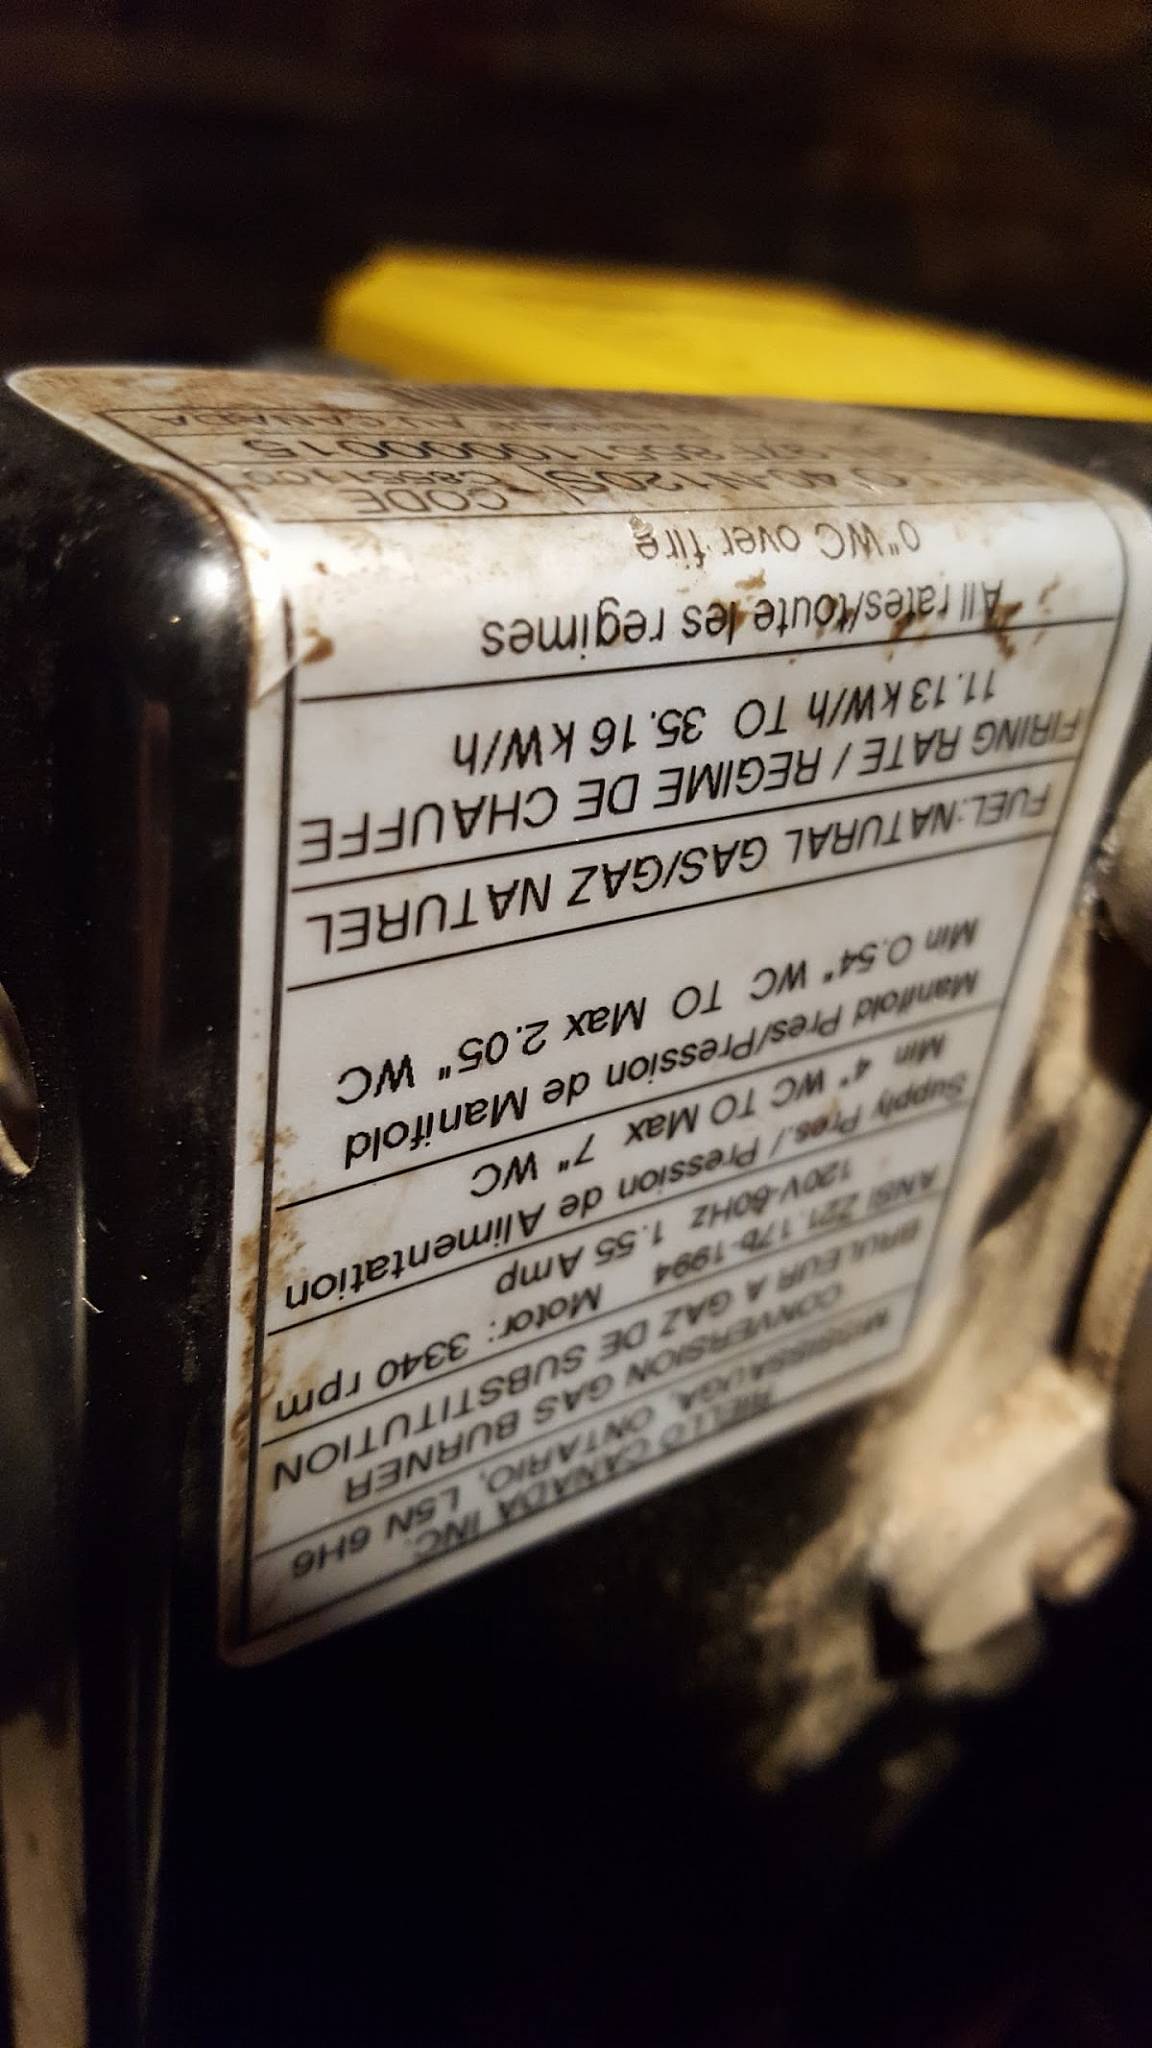 RIELLO CANADA INC.
MISSISSAUGA, ONTARIO, L5N 6H6
CONVERSION GAS BURNER
BRULEUR A GAZ DE SUBSTITUTION
ANSI Z21.17b-1994 Motor: 3340 rpm
120V-60Hz 1.55 Amp
Supply Pres./ Pression de Alimentation
Min 4" WC TO Max 7" WC
Manifold Pres/Pression de Manifold
Min 0.54" WC TO Max 2.05" WC
FUEL:NATURAL GAS/GAZ NATUREL
FIRING RATE / REGIME DE CHAUFFE
11.13 kW/h TO 35.16 kW/h
All rates/toute les regimes
0"WC over fire
CODE
40-N120S/
AU CANADA